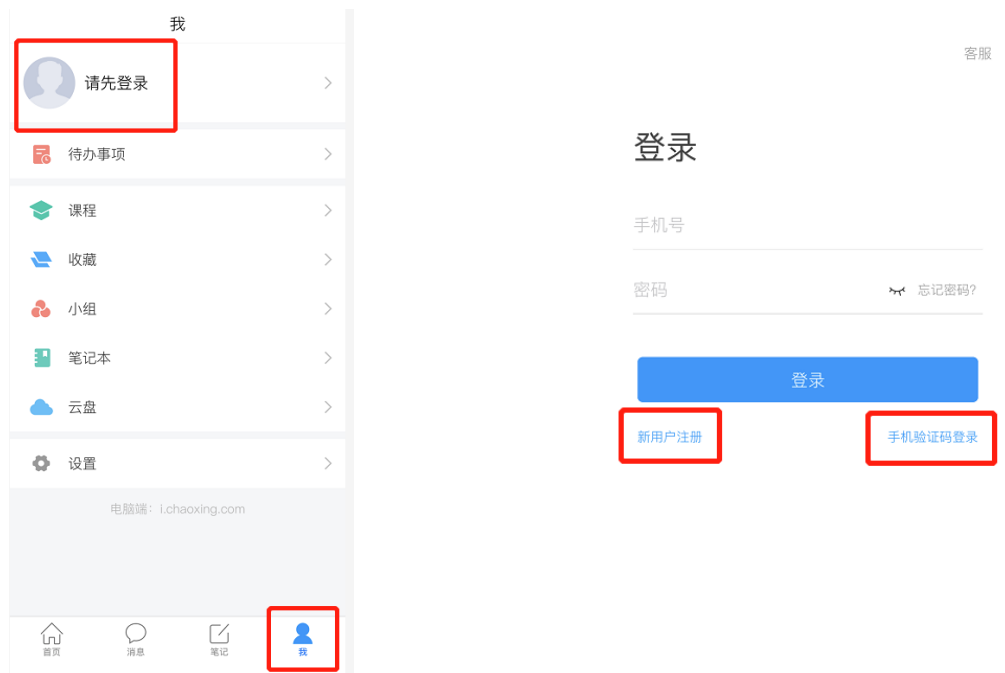 我
请先登录
待办事项
课程
收藏
小组
笔记本
云盘
设置
电脑端：i.chaoxing.com
首页
消息
笔记
我
客服
登录
手机号
密码
忘记密码?
登录
新用户注册
手机验证码登录